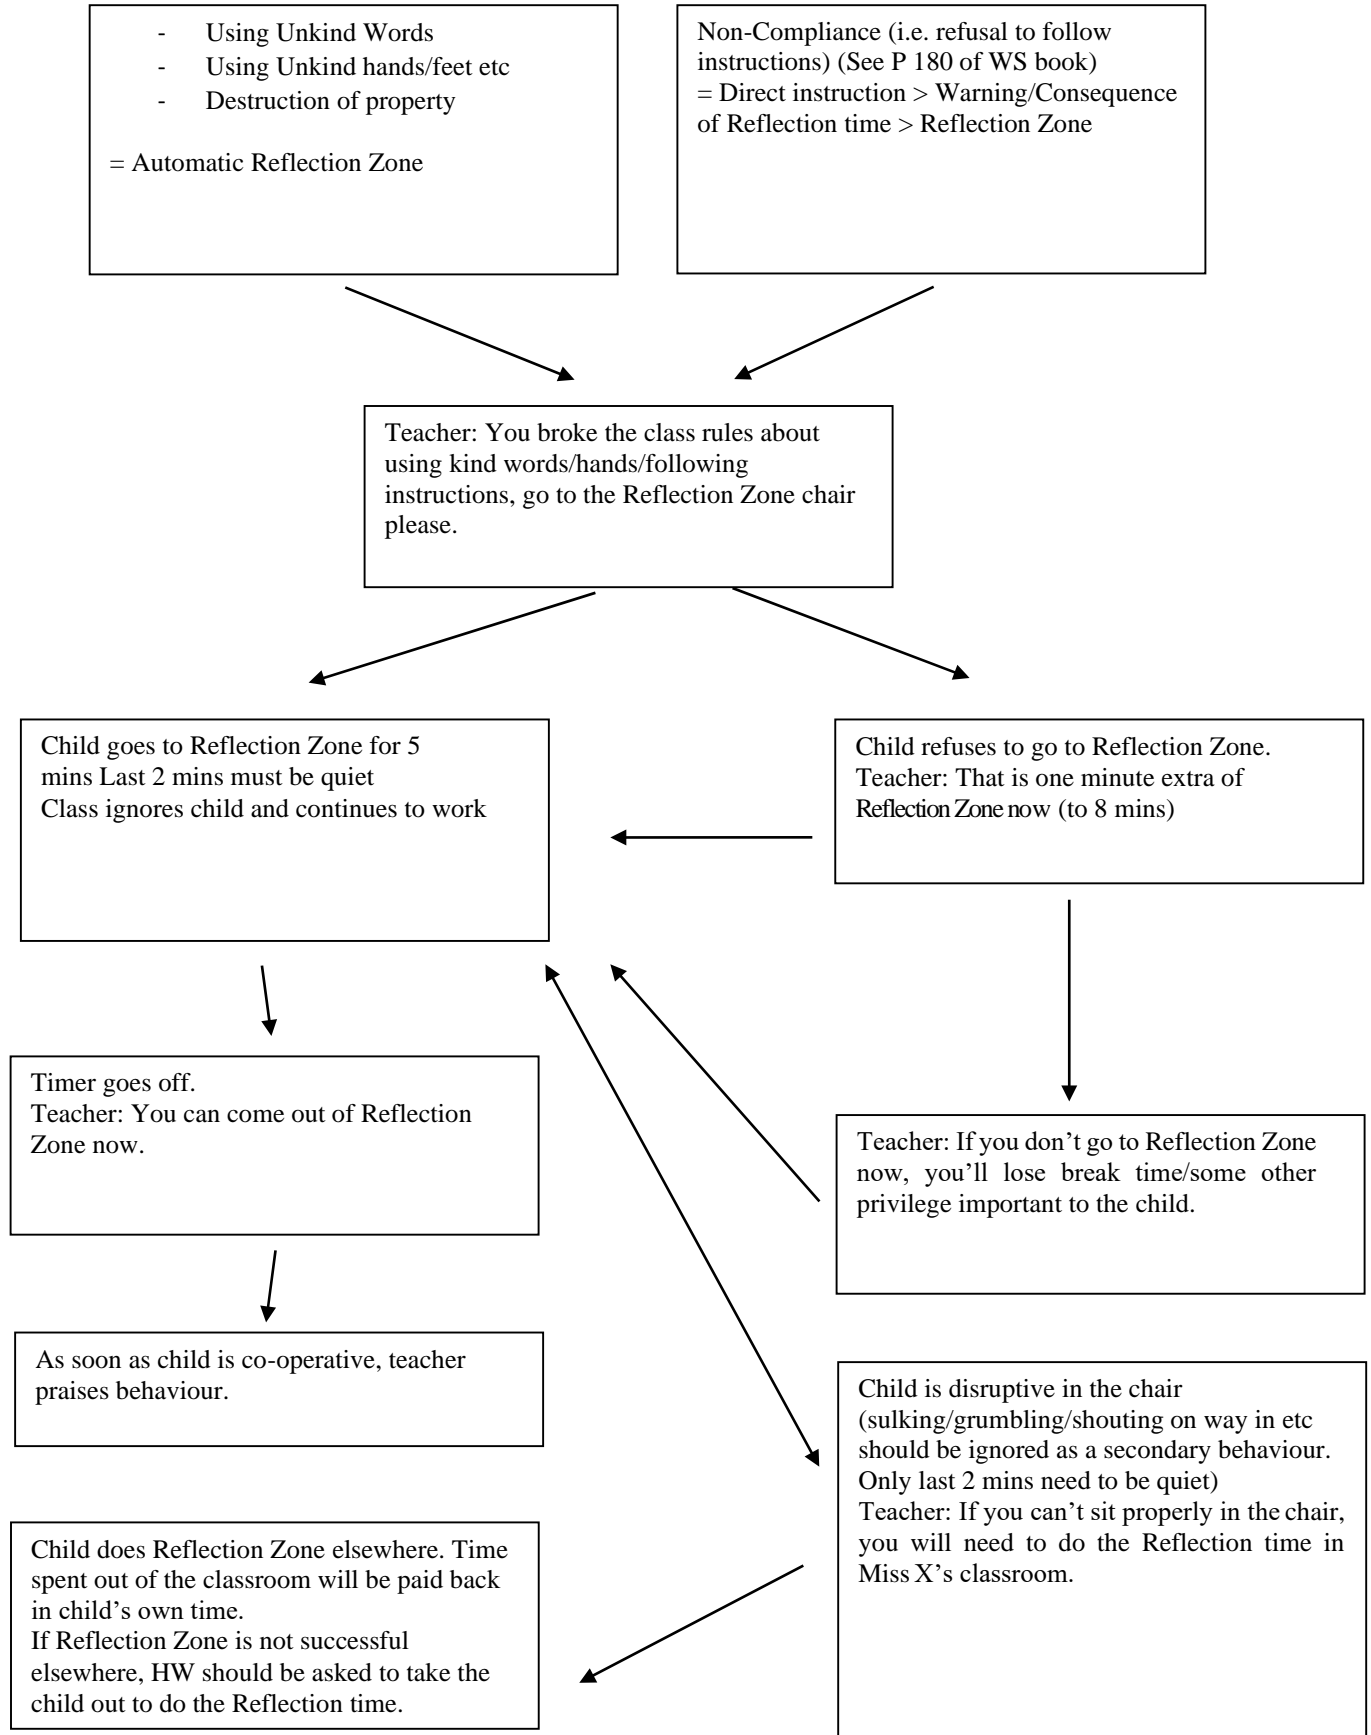 - Using Unkind Words
- Using Unkind hands/feet etc
- Destruction of property
= Automatic Reflection Zone
Non-Compliance (i.e. refusal to follow
instructions) (See P 180 of WS book)
= Direct instruction > Warning/Consequence
of Reflection time > Reflection Zone
Teacher: You broke the class rules about
using kind words/hands/following
instructions, go to the Reflection Zone chair
please.
Child goes to Reflection Zone for 5
mins Last 2 mins must be quiet
Class ignores child and continues to work
Child refuses to go to Reflection Zone.
Teacher: That is one minute extra of
Reflection Zone now (to 8 mins)
Timer goes off.
Teacher: You can come out of Reflection
Zone now.
Teacher: If you don’t go to Reflection Zone
now, you’ll lose break time/some other
privilege important to the child.
As soon as child is co-operative, teacher
praises behaviour.
Child is disruptive in the chair
(sulking/grumbling/shouting on way in etc
should be ignored as a secondary behaviour.
Only last 2 mins need to be quiet)
Teacher: If you can’t sit properly in the chair,
you will need to do the Reflection time in
Miss X’s classroom.
Child does Reflection Zone elsewhere. Time
spent out of the classroom will be paid back
in child’s own time.
If Reflection Zone is not successful
elsewhere, HW should be asked to take the
child out to do the Reflection time.